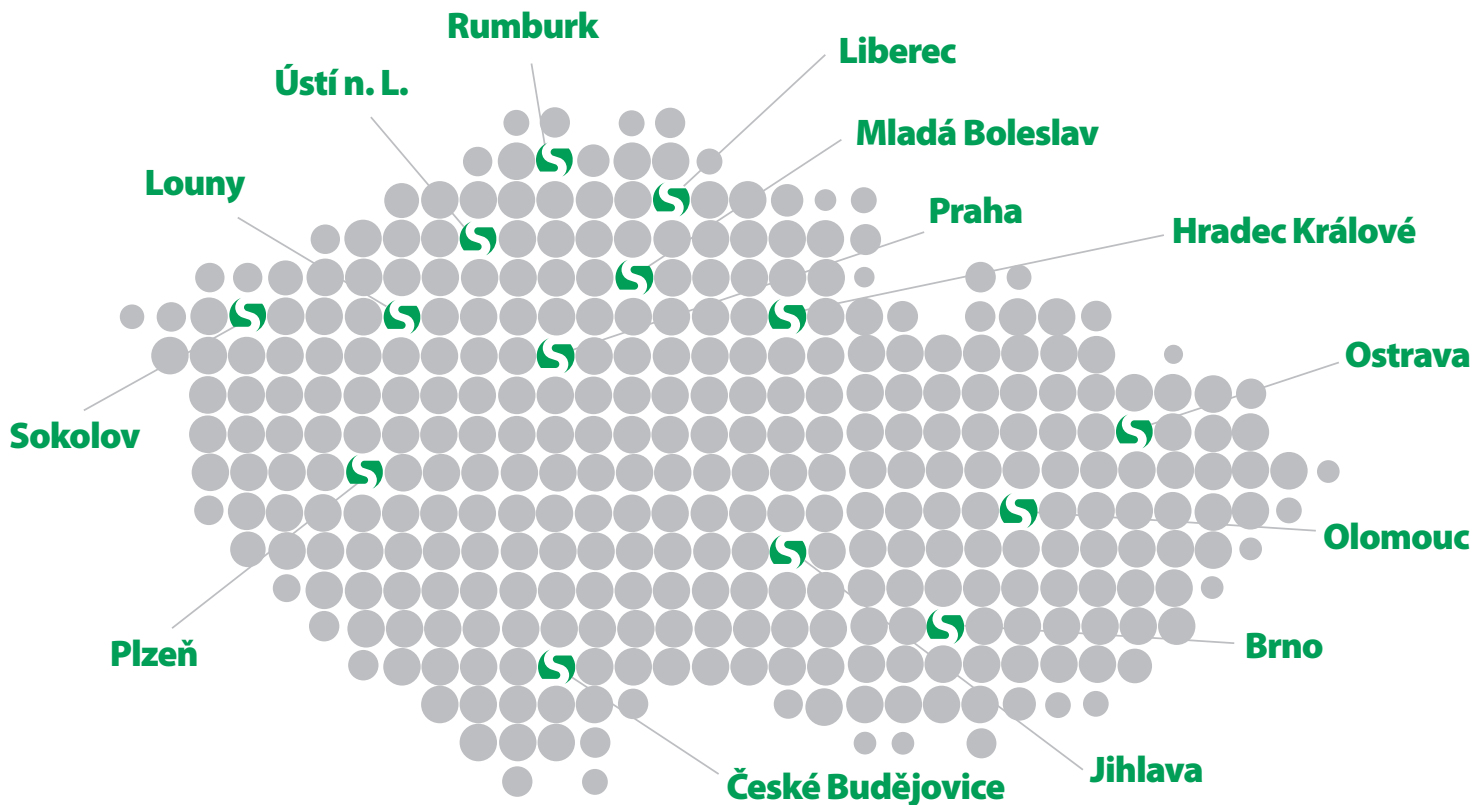 Rumburk
Liberec
Ústí n. L.
Mladá Boleslav
Louny
Praha
Hradec Králové
Ostrava
Sokolov
Olomouc
Plzeň
Brno
Jihlava
České Budějovice